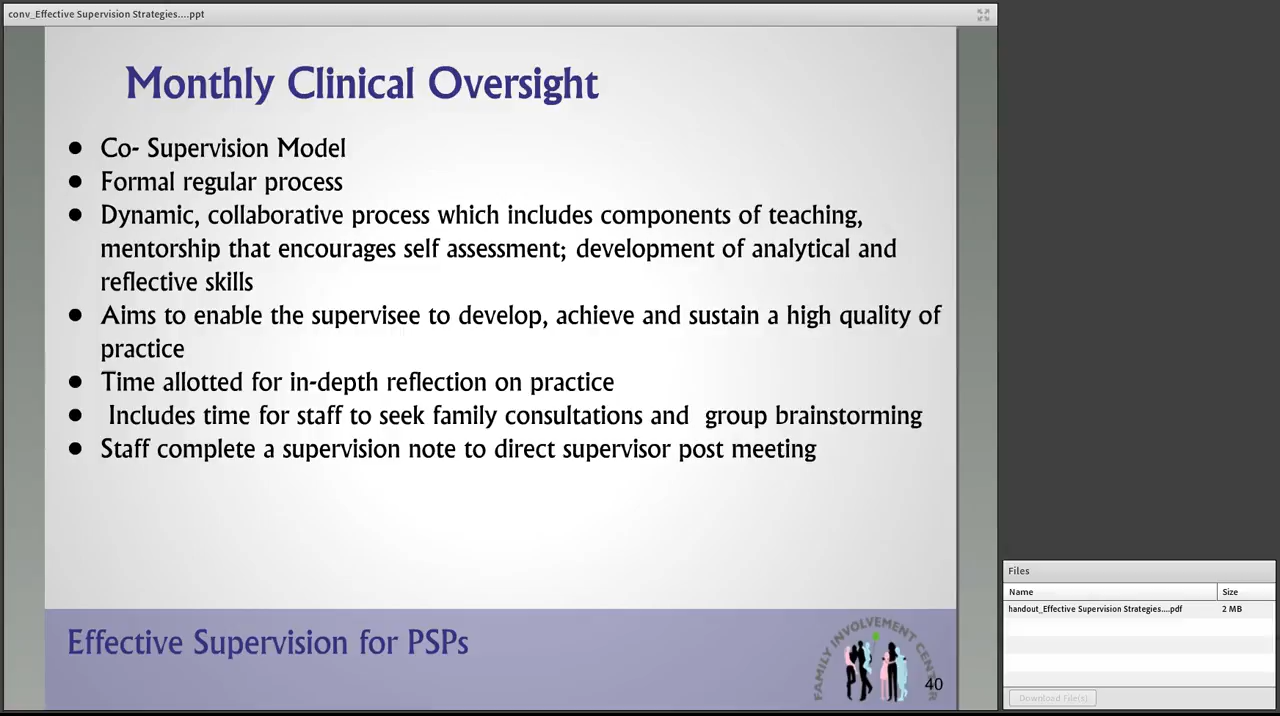 conv_Effective Supervision Strategies....ppt
Monthly Clinical Oversight
● Co- Supervision Model
● Formal regular process
● Dynamic, collaborative process which includes components of teaching,
mentorship that encourages self assessment; development of analytical and
reflective skills
● Aims to enable the supervisee to develop, achieve and sustain a high quality of
practice
● Time allotted for in-depth reflection on practice
● Includes time for staff to seek family consultations and group brainstorming
● Staff complete a supervision note to direct supervisor post meeting
Effective Supervision for PSPs
FAMILY INVOLVEMENT CENTER
40
Files
Name Size
handout_Effective Supervision Strategies....pdf 2 MB
Download File(s)